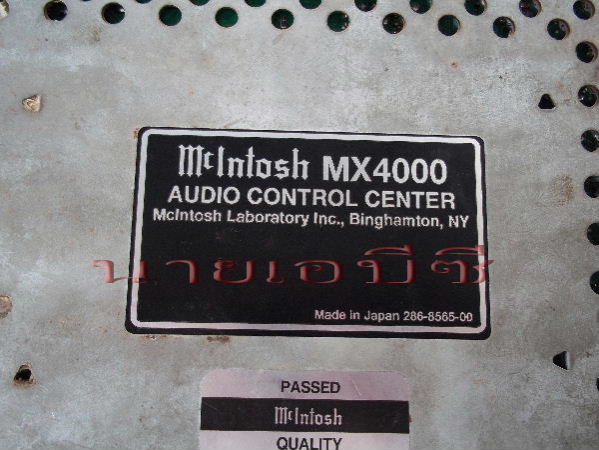 McIntosh MX4000
AUDIO CONTROL CENTER
McIntosh Laboratory Inc., Binghamton, NY
นายเอบีซี
Made in Japan 286-8565-00
PASSED
McIntosh
QUALITY